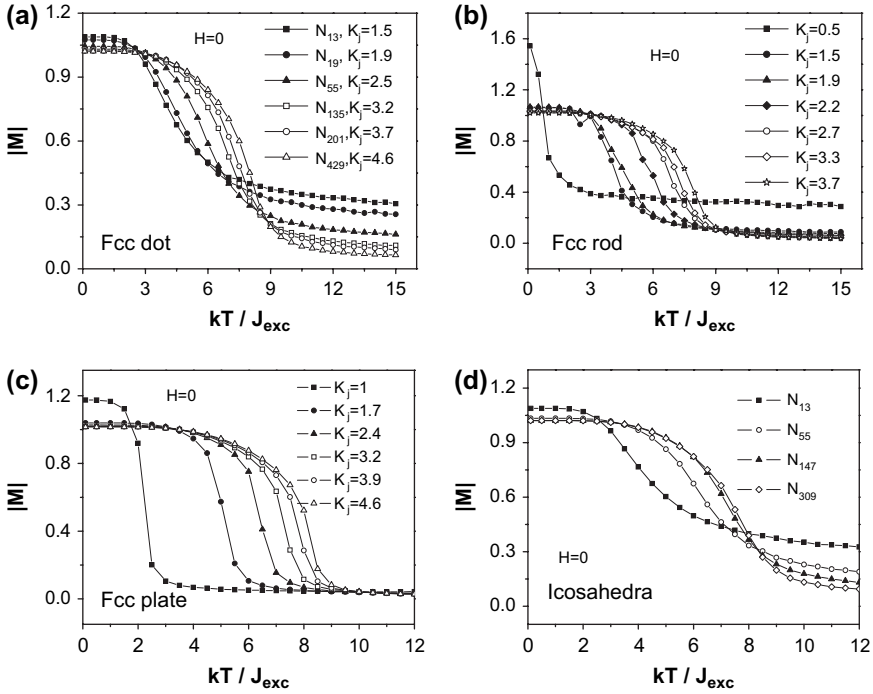 (a)
H=0
N13, Kj=1.5
N19, Kj=1.9
N55, Kj=2.5
N135, Kj=3.2
N201, Kj=3.7
N429, Kj=4.6
Fcc dot
|M|
1.2
0.9
0.6
0.3
0.0
0 3 6 9 12 15
kT / Jexc
(b)
H=0
Kj=0.5
Kj=1.5
Kj=1.9
Kj=2.2
Kj=2.7
Kj=3.3
Kj=3.7
Fcc rod
|M|
1.6
1.2
0.8
0.4
0.0
0 3 6 9 12 15
kT / Jexc
(c)
H=0
Kj=1
Kj=1.7
Kj=2.4
Kj=3.2
Kj=3.9
Kj=4.6
Fcc plate
|M|
1.2
0.8
0.4
0.0
0 2 4 6 8 10 12
kT / Jexc
(d)
N13
N55
N147
N309
H=0
Icosahedra
|M|
1.2
0.9
0.6
0.3
0.0
0 2 4 6 8 10 12
kT / Jexc